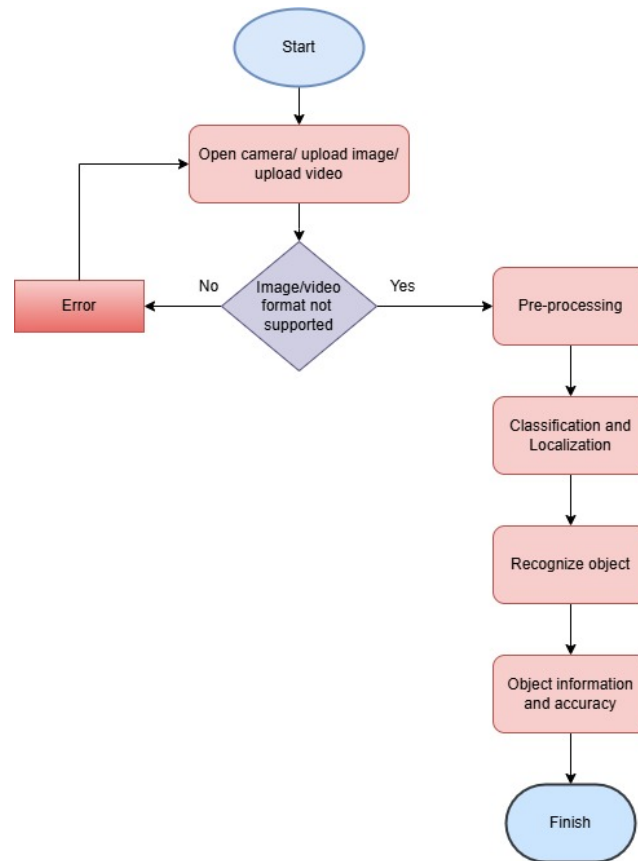 Start
Open camera/ upload image/
upload video
No
Image/video
format not
supported
Yes
Error
Pre-processing
Classification and
Localization
Recognize object
Object information
and accuracy
Finish